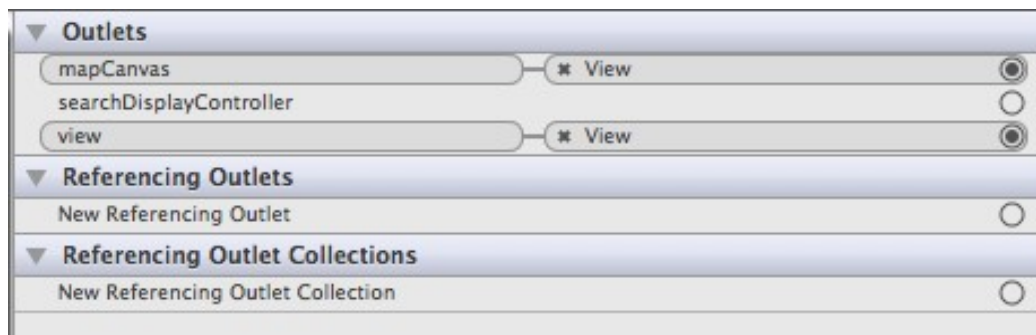 Outlets
mapCanvas View
searchDisplayController
view View
Referencing Outlets
New Referencing Outlet
Referencing Outlet Collections
New Referencing Outlet Collection